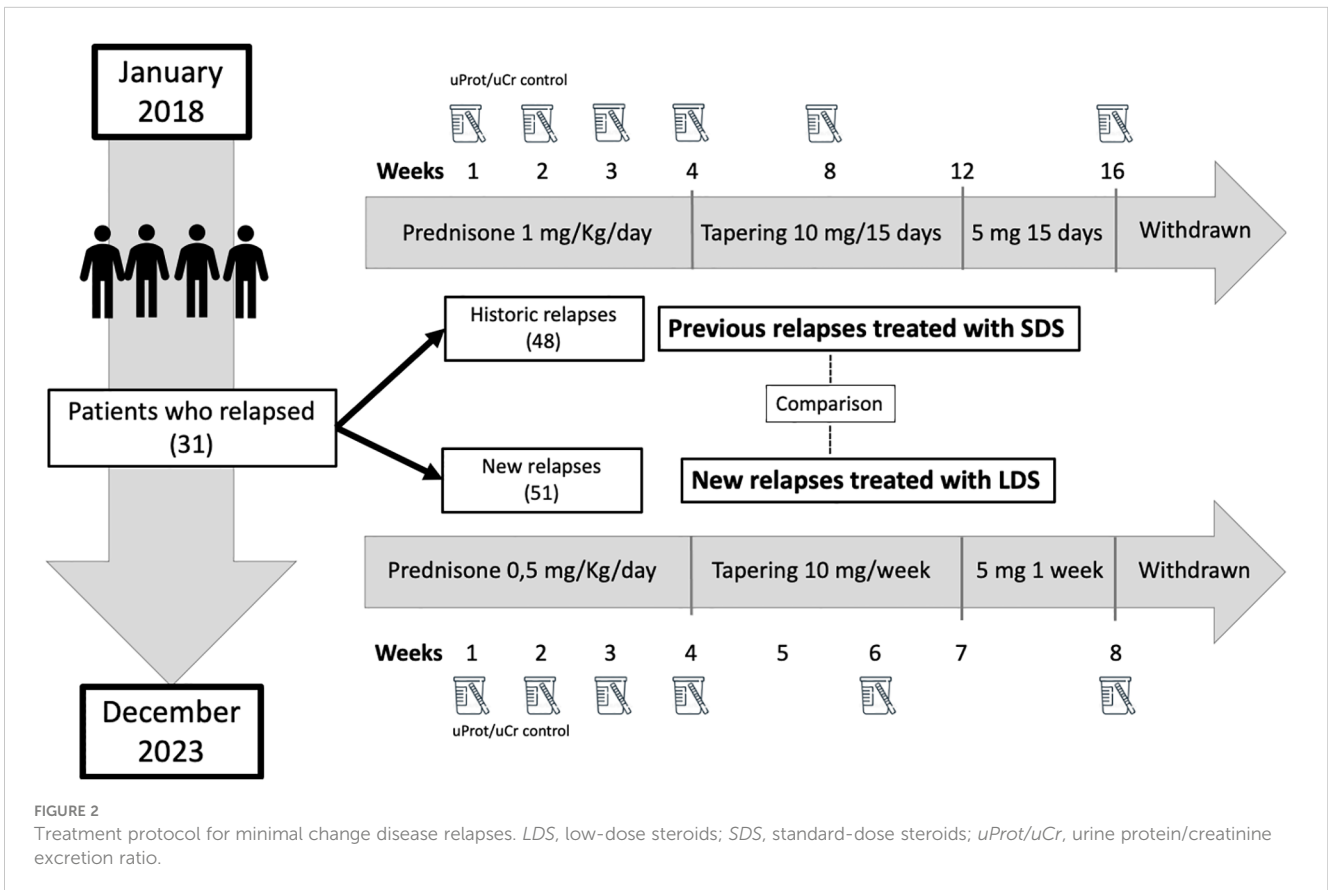 January
2018
uProt/uCr control
Weeks 1 2 3 4 8 12 16
Prednisone 1 mg/Kg/day Tapering 10 mg/15 days 5 mg 15 days Withdrawn
Historic relapses
(48)
Previous relapses treated with SDS
Comparison
Patients who relapsed
(31)
New relapses
(51)
New relapses treated with LDS
Prednisone 0,5 mg/Kg/day Tapering 10 mg/week 5 mg 1 week Withdrawn
Weeks 1 2 3 4 5 6 7 8
uProt/uCr control
December
2023
FIGURE 2
Treatment protocol for minimal change disease relapses. LDS, low-dose steroids; SDS, standard-dose steroids; uProt/uCr, urine protein/creatinine
excretion ratio.